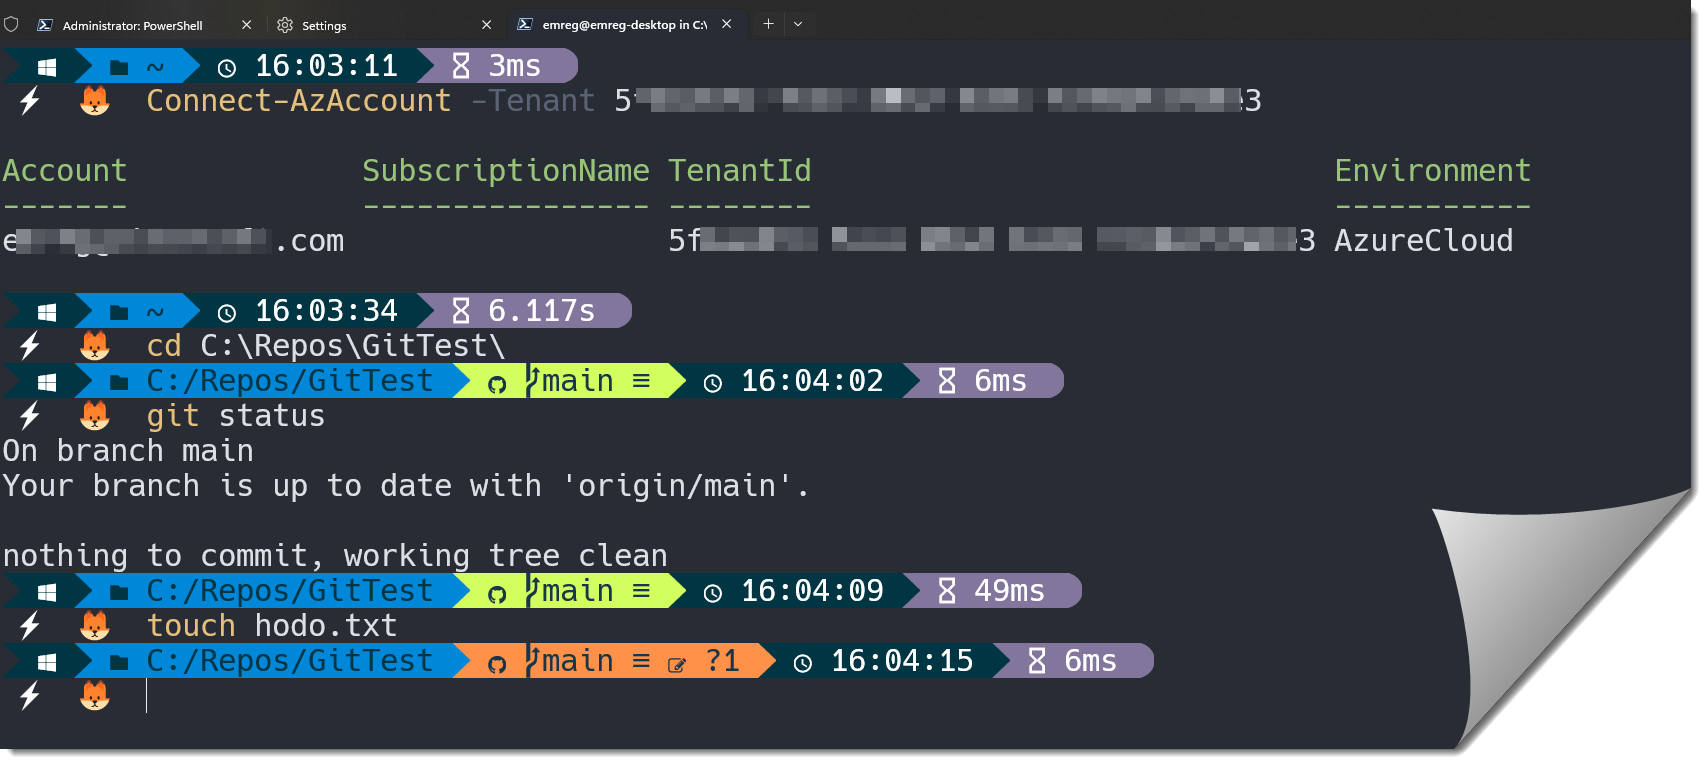 Administrator: PowerShell Settings emreg@emreg-desktop in C:\
~ 16:03:11 3ms
Connect-AzAccount -Tenant 5 e3
Account SubscriptionName TenantId Environment
------- ---------------- -------- -----------
e .com 5f 3 AzureCloud
~ 16:03:34 6.117s
cd C:\Repos\GitTest\
C:/Repos/GitTest main ≡ 16:04:02 6ms
git status
On branch main
Your branch is up to date with 'origin/main'.
nothing to commit, working tree clean
C:/Repos/GitTest main ≡ 16:04:09 49ms
touch hodo.txt
C:/Repos/GitTest main ≡ ?1 16:04:15 6ms